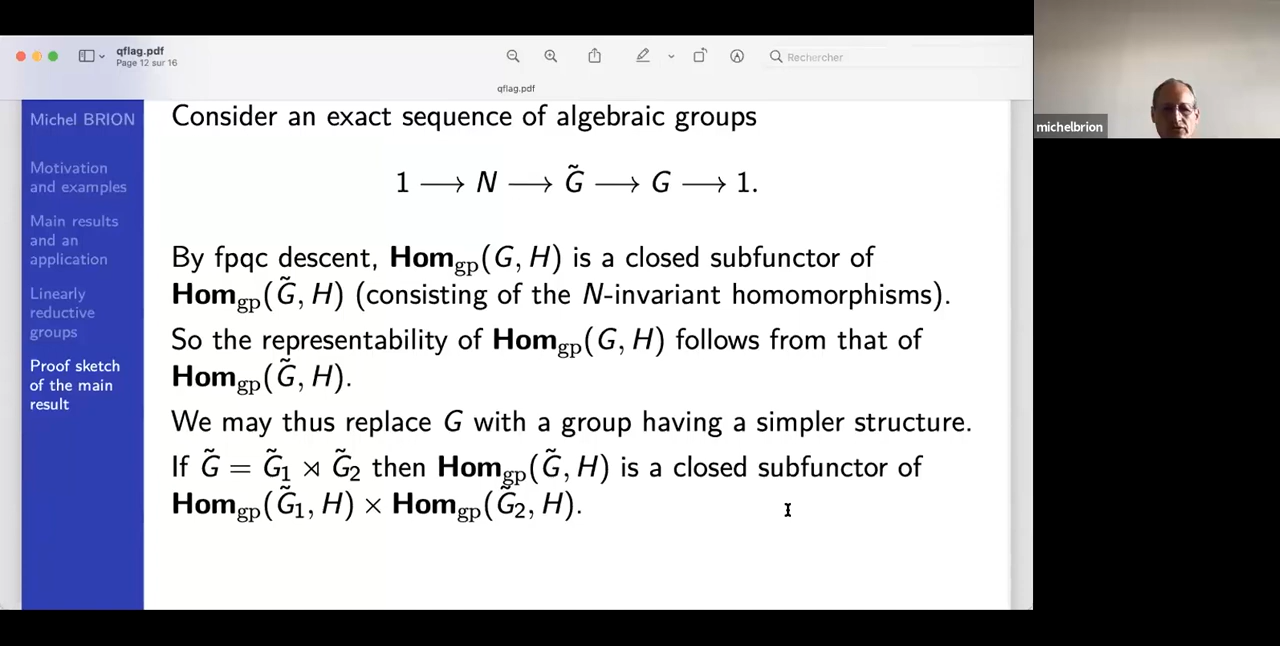 qflag.pdf
Page 12 sur 16
Rechercher
qflag.pdf
michelbrion
Michel BRION
Motivation
and examples
Main results
and an
application
Linearly
reductive
groups
Proof sketch
of the main
result
Consider an exact sequence of algebraic groups
1 ⟶ N ⟶ G̃ ⟶ G ⟶ 1.
By fpqc descent, Hom_gp(G, H) is a closed subfunctor of
Hom_gp(G̃, H) (consisting of the N-invariant homomorphisms).
So the representability of Hom_gp(G, H) follows from that of
Hom_gp(G̃, H).
We may thus replace G with a group having a simpler structure.
If G̃ = G̃₁ ⋊ G̃₂ then Hom_gp(G̃, H) is a closed subfunctor of
Hom_gp(G̃₁, H) × Hom_gp(G̃₂, H).